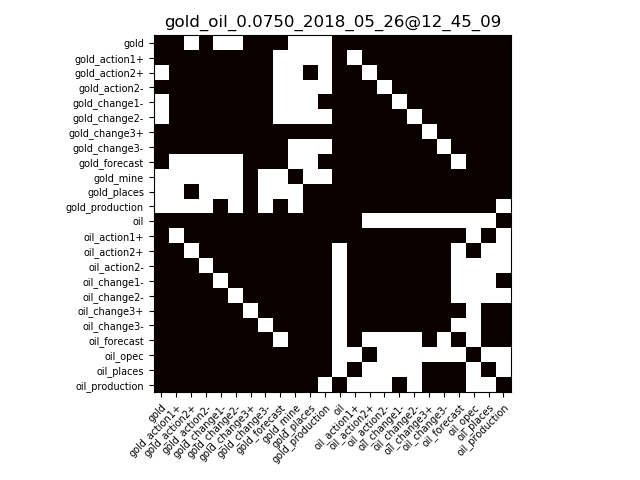 gold_oil_0.0750_2018_05_26@12_45_09
gold
gold_action1+
gold_action2+
gold_action2-
gold_change1-
gold_change2-
gold_change3+
gold_change3-
gold_forecast
gold_mine
gold_places
gold_production
oil
oil_action1+
oil_action2+
oil_action2-
oil_change1-
oil_change2-
oil_change3+
oil_change3-
oil_forecast
oil_opec
oil_places
oil_production
gold
gold_action1+
gold_action2+
gold_action2-
gold_change1-
gold_change2-
gold_change3+
gold_change3-
gold_forecast
gold_mine
gold_places
gold_production
oil
oil_action1+
oil_action2+
oil_action2-
oil_change1-
oil_change2-
oil_change3+
oil_change3-
oil_forecast
oil_opec
oil_places
oil_production